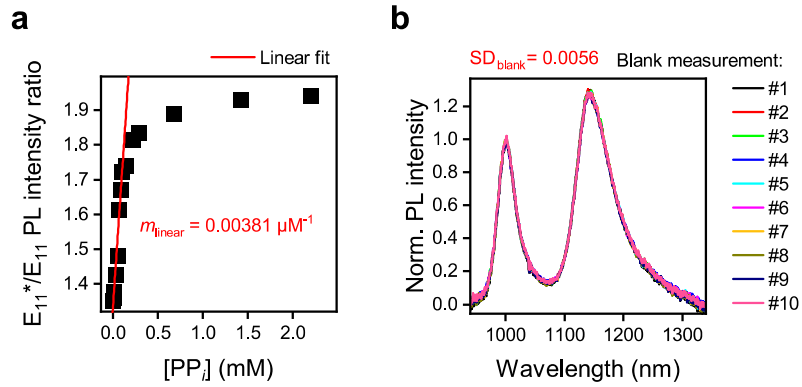 a
Linear fit
E₁₁*/E₁₁ PL intensity ratio
1.9
1.8
1.7
1.6
1.5
1.4
m_linear = 0.00381 µM⁻¹
0.0 0.5 1.0 1.5 2.0
[PPᵢ] (mM)
b
SD_blank = 0.0056
Blank measurement:
Norm. PL intensity
1.2
1.0
0.8
0.6
0.4
0.2
0.0
1000 1100 1200 1300
Wavelength (nm)
#1
#2
#3
#4
#5
#6
#7
#8
#9
#10